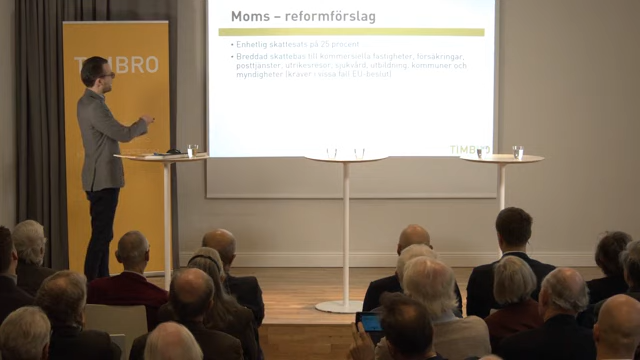 Moms – reformförslag
• Enhetlig skattesats på 25 procent
• Breddad skattebas till kommersiella fastigheter, försäkringar,
posttjänster, utrikesresor, sjukvård, utbildning, kommuner och
myndigheter (kräver i vissa fall EU-beslut)
TIMBRO
TIMBRO